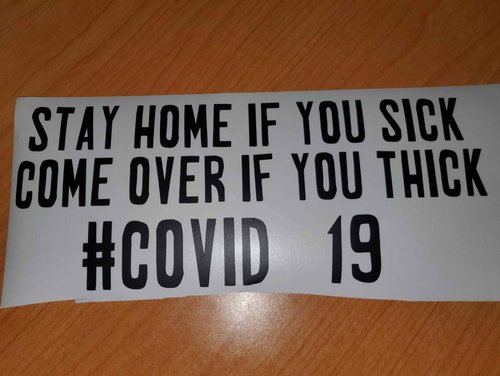 STAY HOME IF YOU SICK
COME OVER IF YOU THICK
#COVID 19